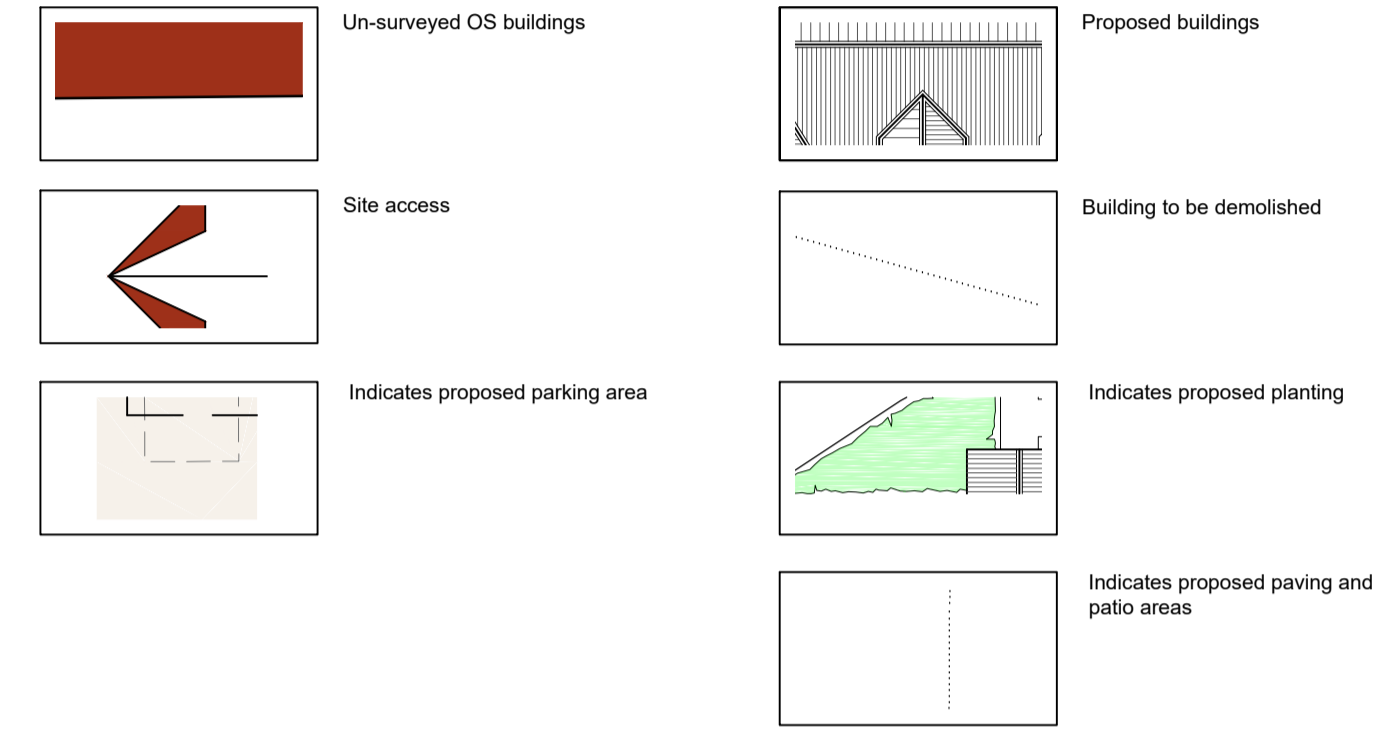 Un-surveyed OS buildings
Site access
Indicates proposed parking area
Proposed buildings
Building to be demolished
Indicates proposed planting
Indicates proposed paving and
patio areas